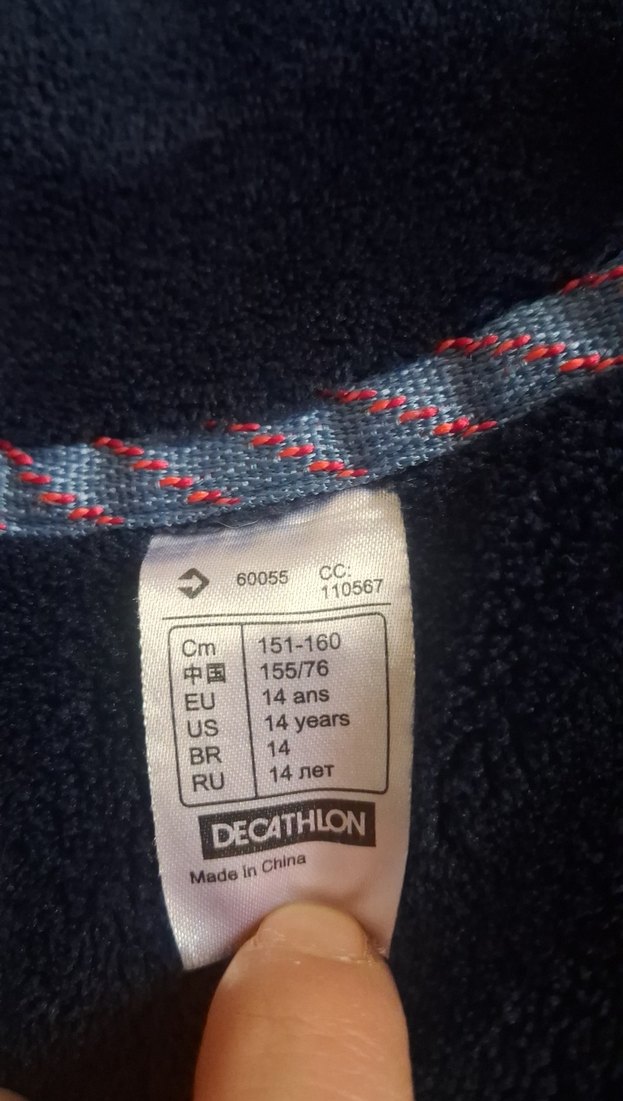 60055 CC: 110567
Cm 151-160
中国 155/76
EU 14 ans
US 14 years
BR 14
RU 14 лет
DECATHLON
Made in China